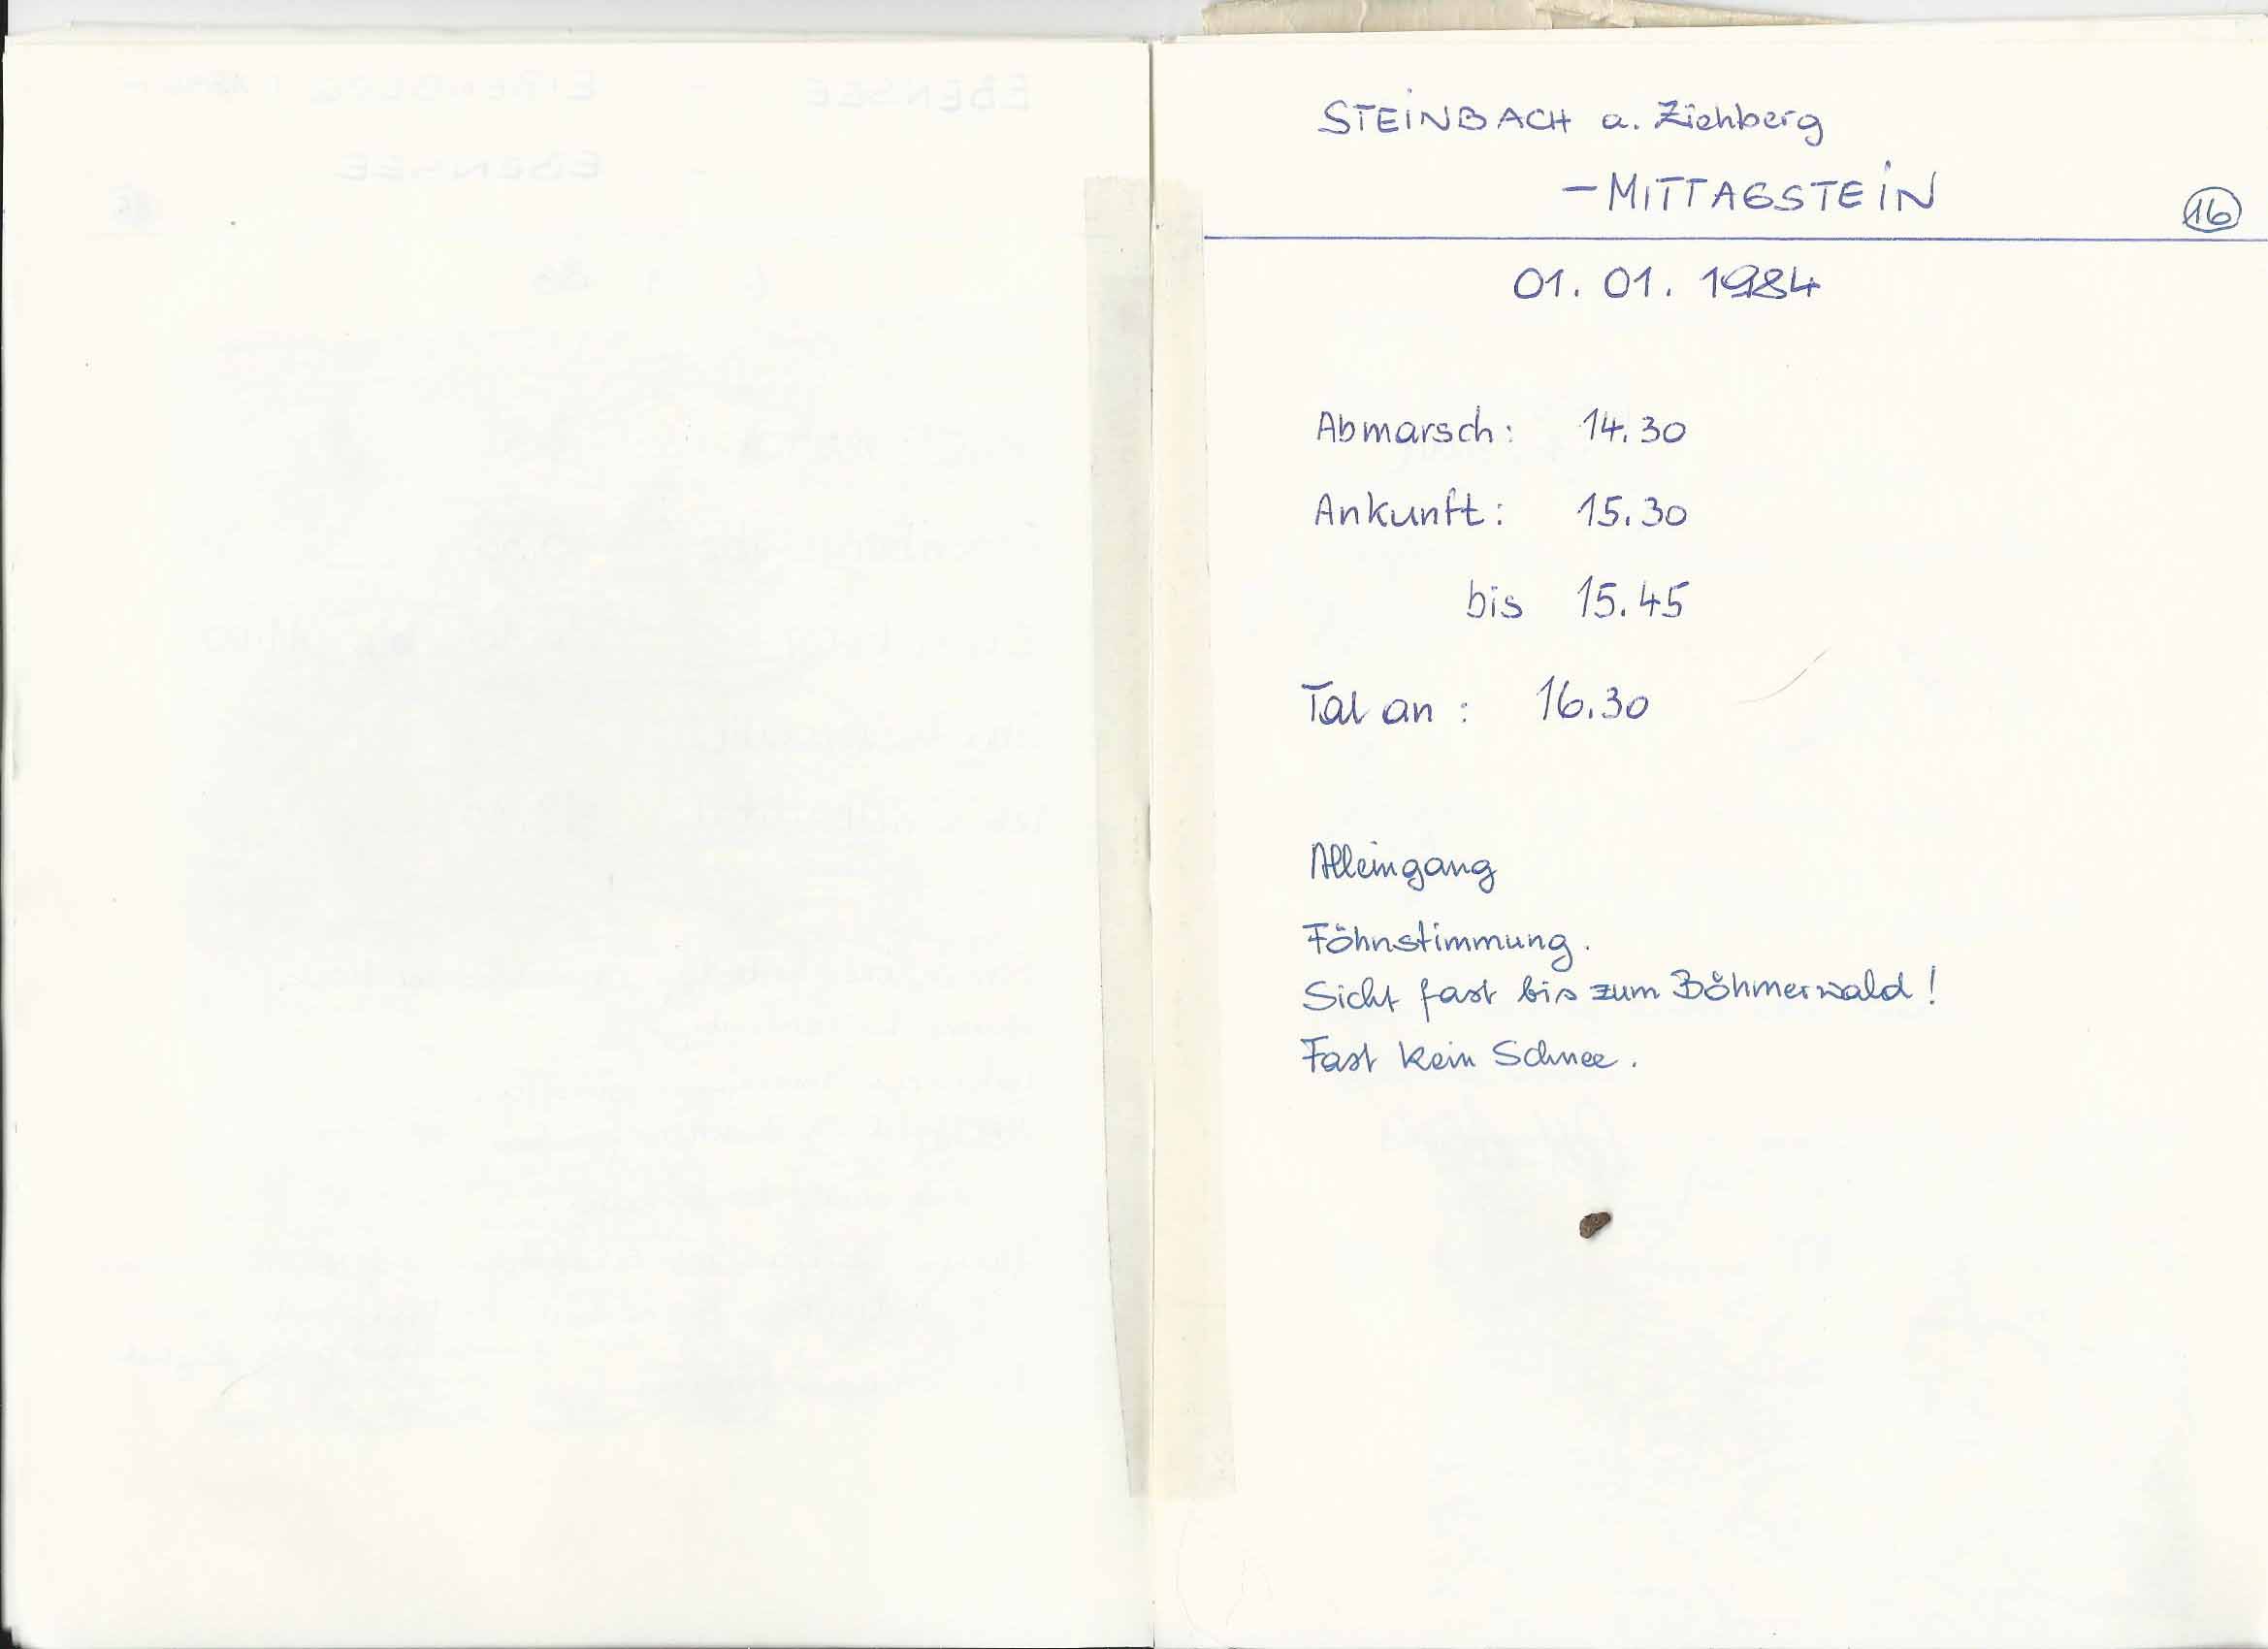 STEINBACH a. Ziehberg
- MITTAGSTEIN
16
01. 01. 1984
Abmarsch: 14.30
Ankunft: 15.30
bis 15.45
Tal an : 16.30
Alleingang
Föhnstimmung.
Sicht fast bis zum Böhmerwald!
Fast kein Schnee.